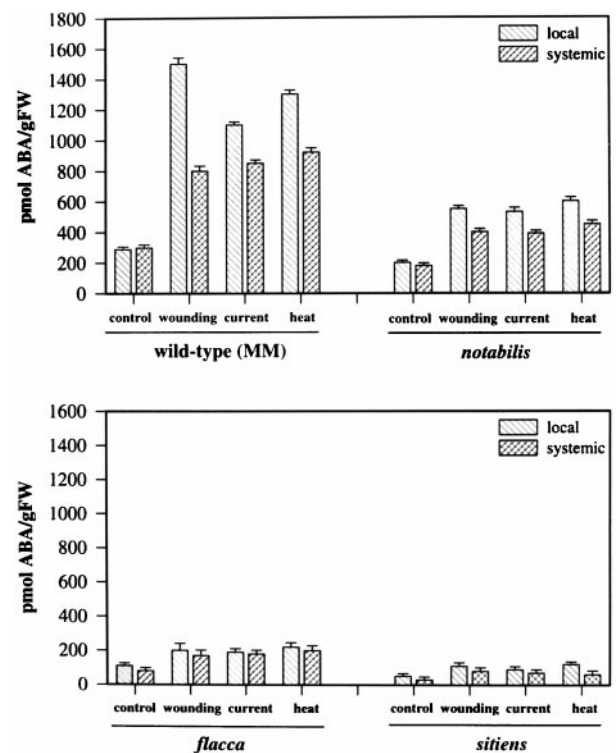 1800
1600
1400
1200
1000
800
600
400
200
0
pmol ABA/gFW
local
systemic
control wounding current heat control wounding current heat
wild-type (MM) notabilis
1600
1400
1200
1000
800
600
400
200
0
pmol ABA/gFW
local
systemic
control wounding current heat control wounding current heat
flacca sitiens